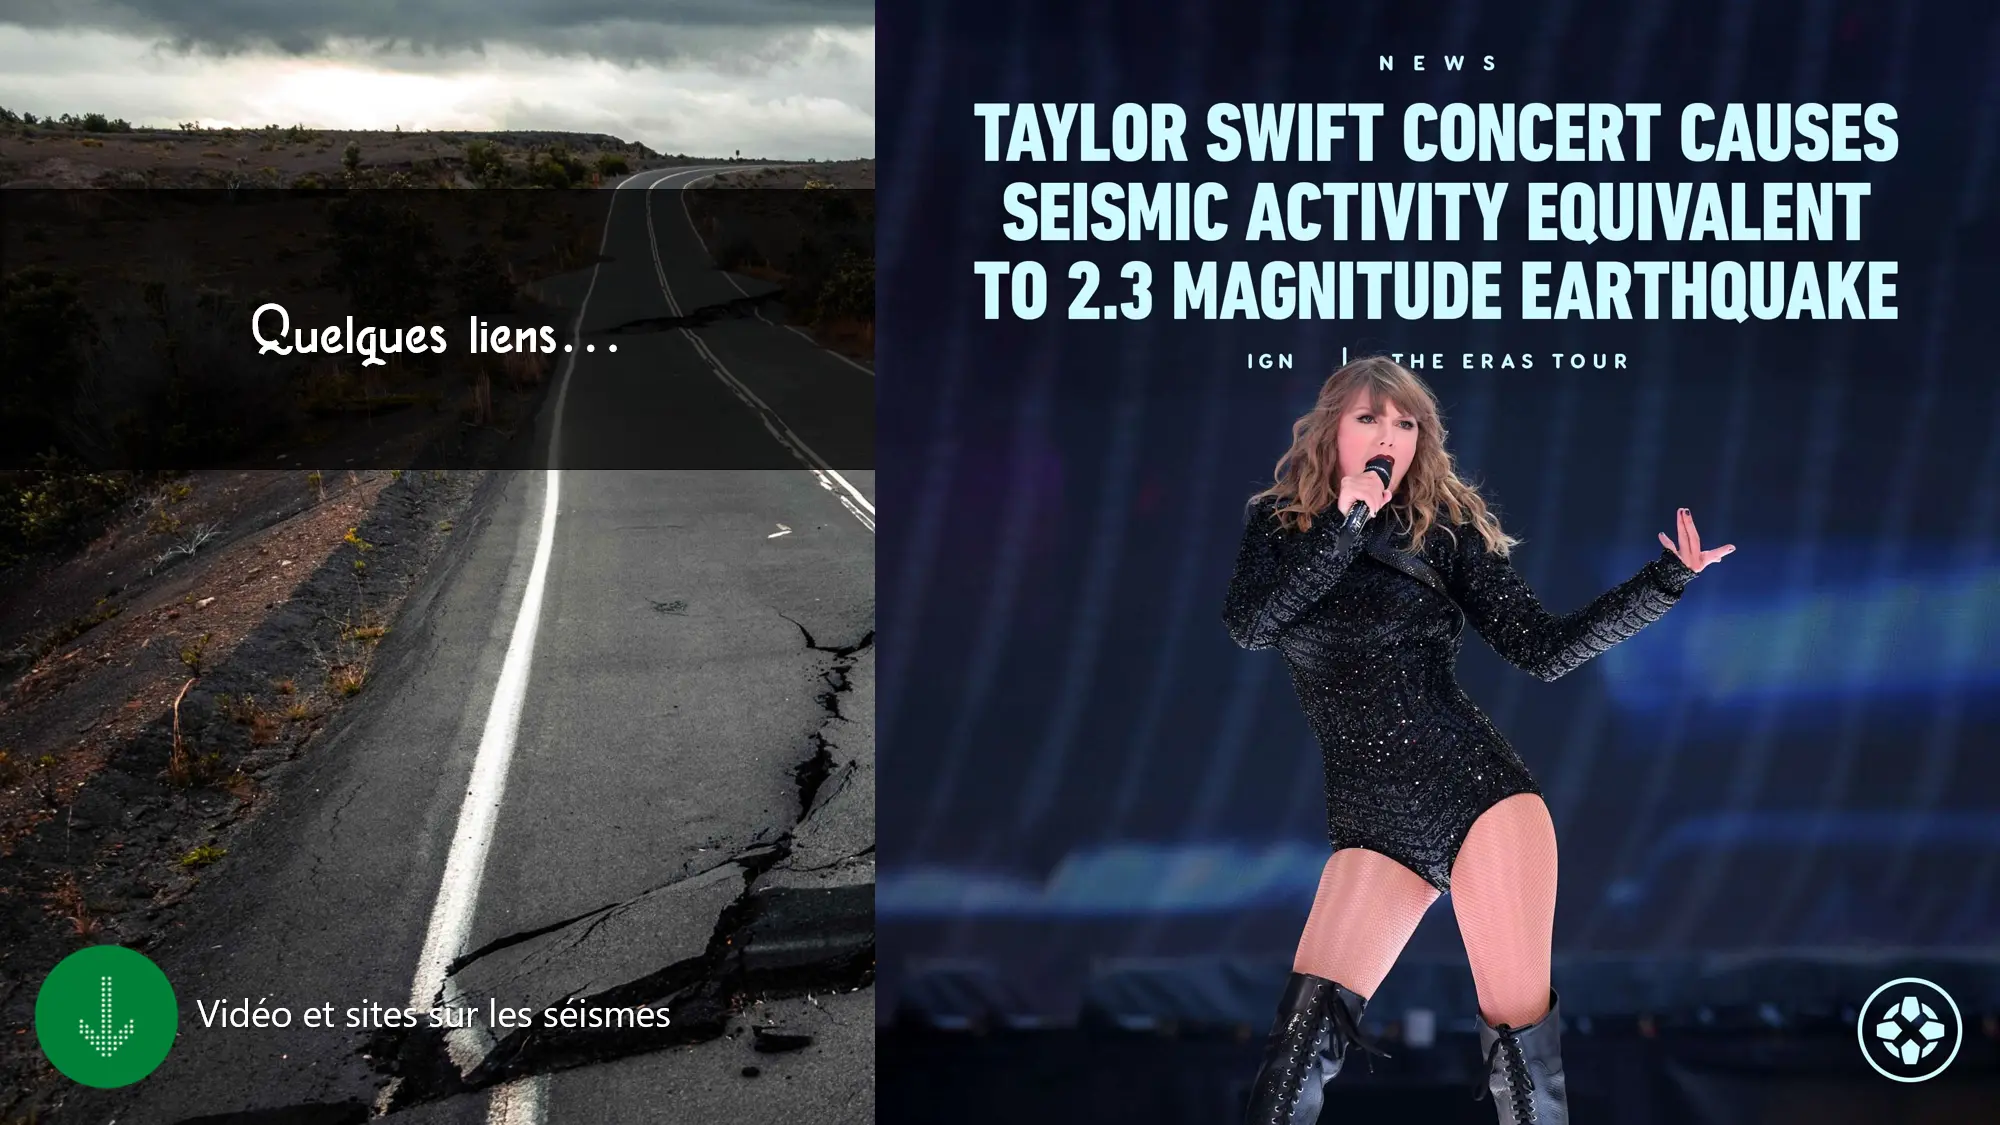 Quelques liens...
Vidéo et sites sur les séismes
NEWS
TAYLOR SWIFT CONCERT CAUSES
SEISMIC ACTIVITY EQUIVALENT
TO 2.3 MAGNITUDE EARTHQUAKE
IGN | THE ERAS TOUR